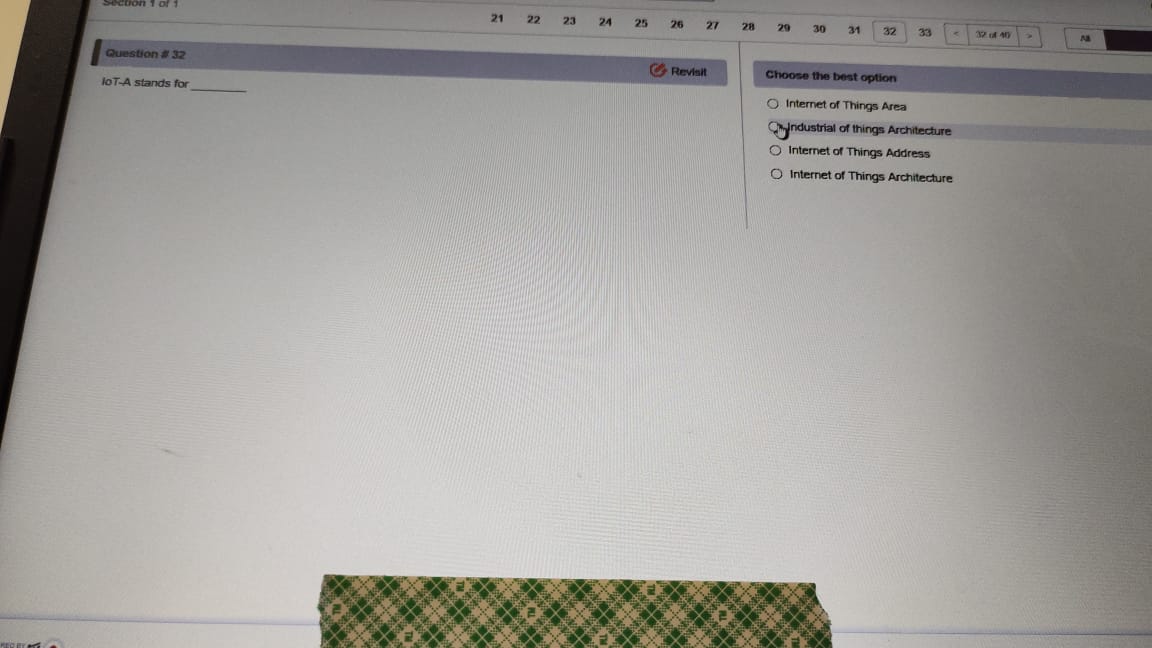 Section 1 of 1
21 22 23 24 25 26 27 28 29 30 31 32 33 < 32 of 40 > All
Question # 32
Revisit
IoT-A stands for ________
Choose the best option
Internet of Things Area
Industrial of things Architecture
Internet of Things Address
Internet of Things Architecture